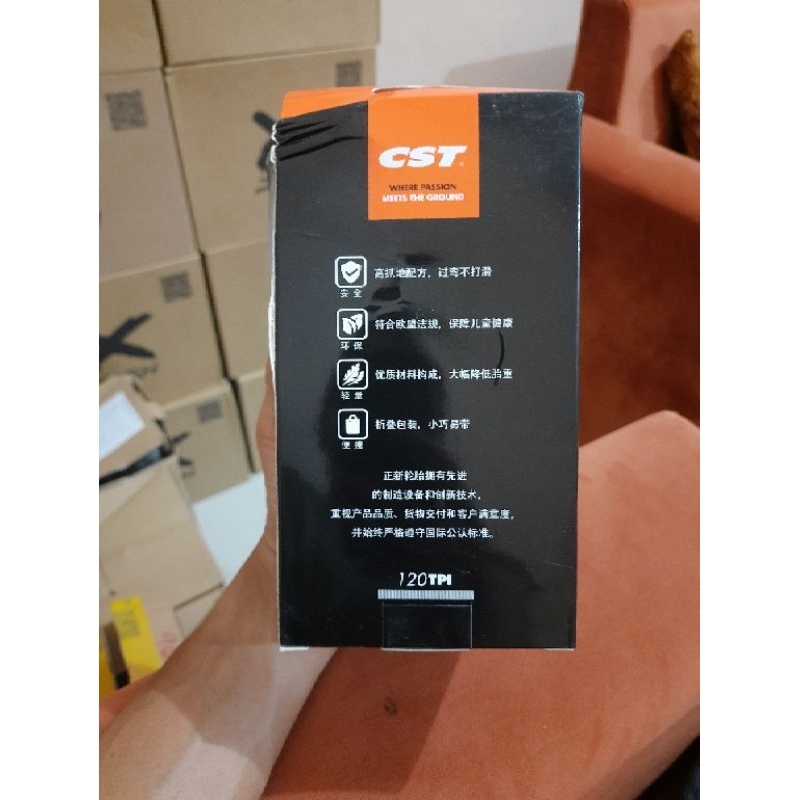 CST
WHERE PASSION
MEETS THE GROUND
高抓地配方，过弯不打滑
安全
符合欧盟法规，保障儿童健康
环保
优质材料构成，大幅降低胎重
轻量
折叠包装，小巧易带
便携
正新轮胎拥有先进
的制造设备和创新技术，
重视产品品质、货物交付和客户满意度，
并始终严格遵守国际公认标准。
120TPI